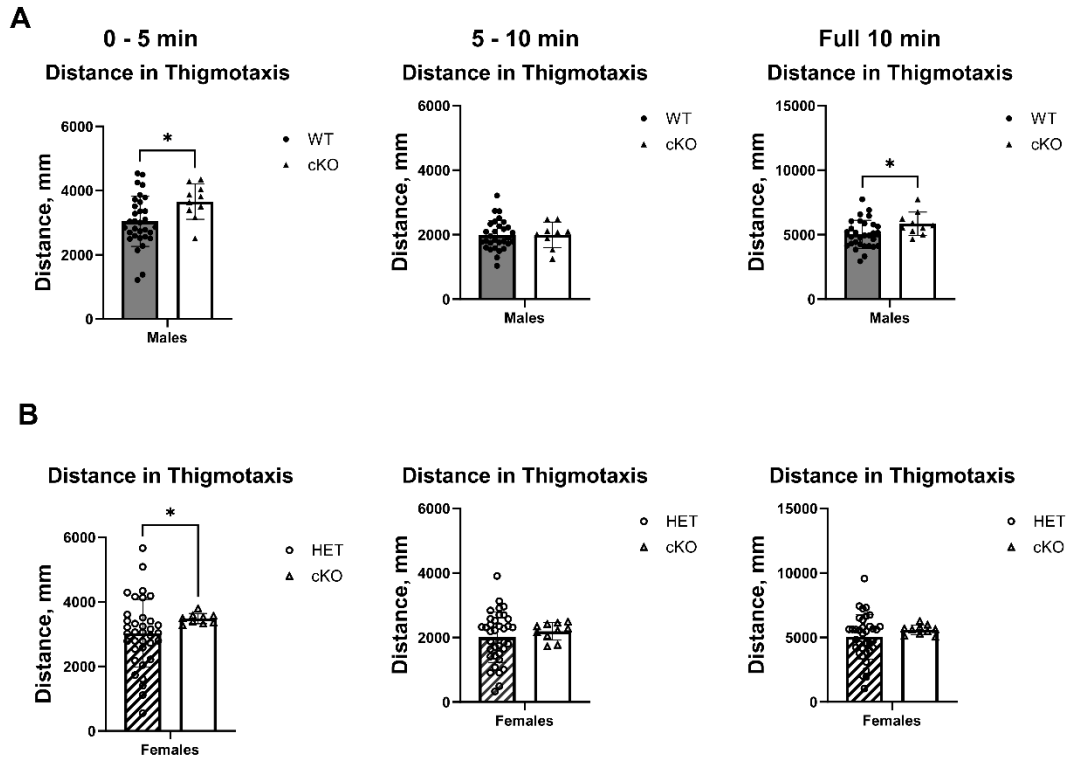 A
0 - 5 min
5 - 10 min
Full 10 min
Distance in Thigmotaxis
Distance in Thigmotaxis
Distance in Thigmotaxis
Distance, mm
6000
4000
2000
0
*
WT
cKO
Males
Distance, mm
6000
4000
2000
0
WT
cKO
Males
Distance, mm
15000
10000
5000
0
*
WT
cKO
Males
B
Distance in Thigmotaxis
Distance in Thigmotaxis
Distance in Thigmotaxis
Distance, mm
6000
4000
2000
0
*
HET
cKO
Females
Distance, mm
6000
4000
2000
0
HET
cKO
Females
Distance, mm
15000
10000
5000
0
HET
cKO
Females